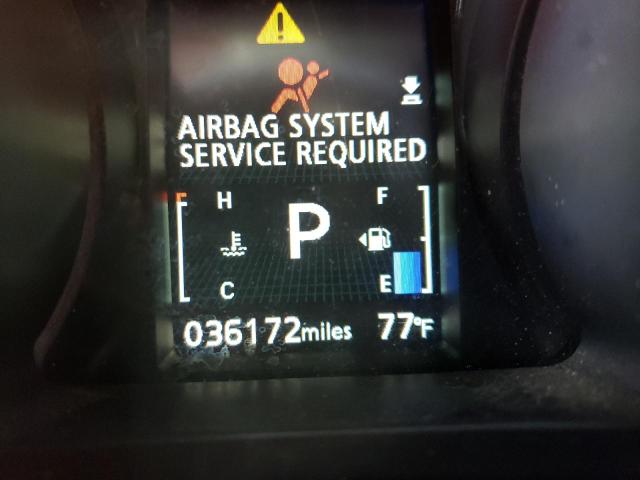 AIRBAG SYSTEM
SERVICE REQUIRED
H P F
C E
036172miles 77°F